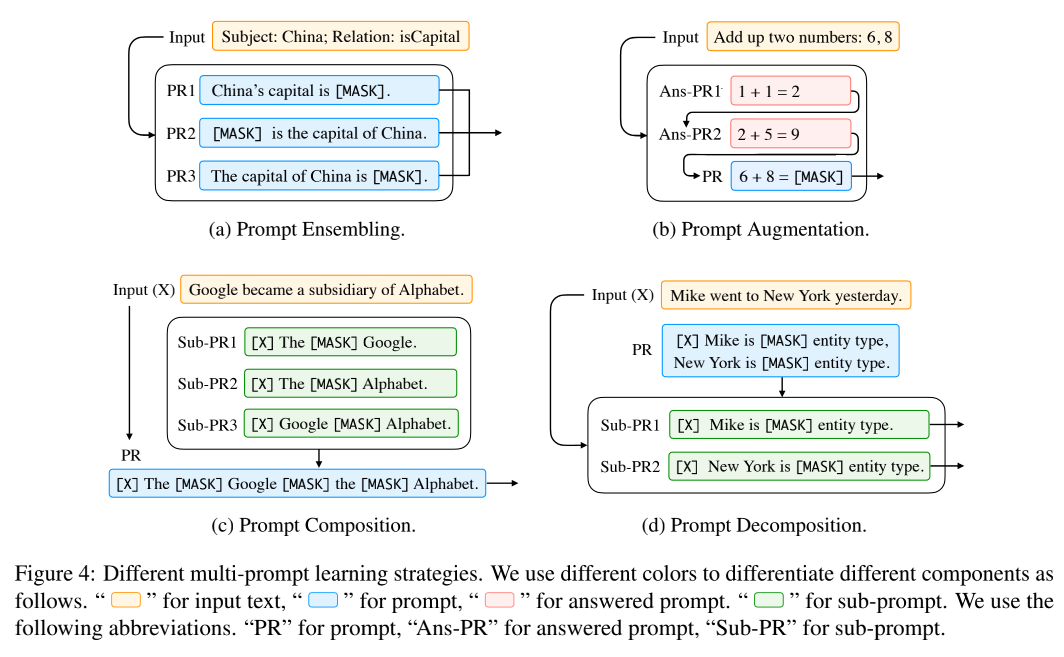 Input Subject: China; Relation: isCapital
PR1 China's capital is [MASK].
PR2 [MASK] is the capital of China.
PR3 The capital of China is [MASK].
(a) Prompt Ensembling.
Input Add up two numbers: 6, 8
Ans-PR1 1 + 1 = 2
Ans-PR2 2 + 5 = 9
PR 6 + 8 = [MASK]
(b) Prompt Augmentation.
Input (X) Google became a subsidiary of Alphabet.
Sub-PR1 [X] The [MASK] Google.
Sub-PR2 [X] The [MASK] Alphabet.
Sub-PR3 [X] Google [MASK] Alphabet.
PR
[X] The [MASK] Google [MASK] the [MASK] Alphabet.
(c) Prompt Composition.
Input (X) Mike went to New York yesterday.
PR [X] Mike is [MASK] entity type,
New York is [MASK] entity type.
Sub-PR1 [X] Mike is [MASK] entity type.
Sub-PR2 [X] New York is [MASK] entity type.
(d) Prompt Decomposition.
Figure 4: Different multi-prompt learning strategies. We use different colors to differentiate different components as
follows. “ ” for input text, “ ” for prompt, “ ” for answered prompt. “ ” for sub-prompt. We use the
following abbreviations. “PR” for prompt, “Ans-PR” for answered prompt, “Sub-PR” for sub-prompt.